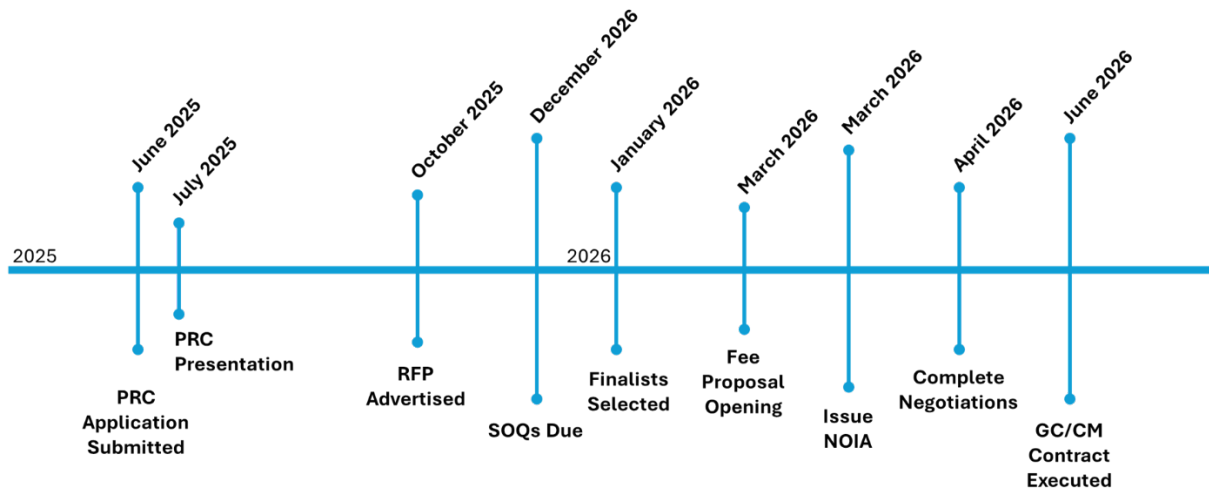 June 2025
July 2025
October 2025
December 2026
January 2026
March 2026
March 2026
April 2026
June 2026
2025
2026
PRC
Application
Submitted
PRC
Presentation
RFP
Advertised
SOQs Due
Finalists
Selected
Fee
Proposal
Opening
Issue
NOIA
Complete
Negotiations
GC/CM
Contract
Executed